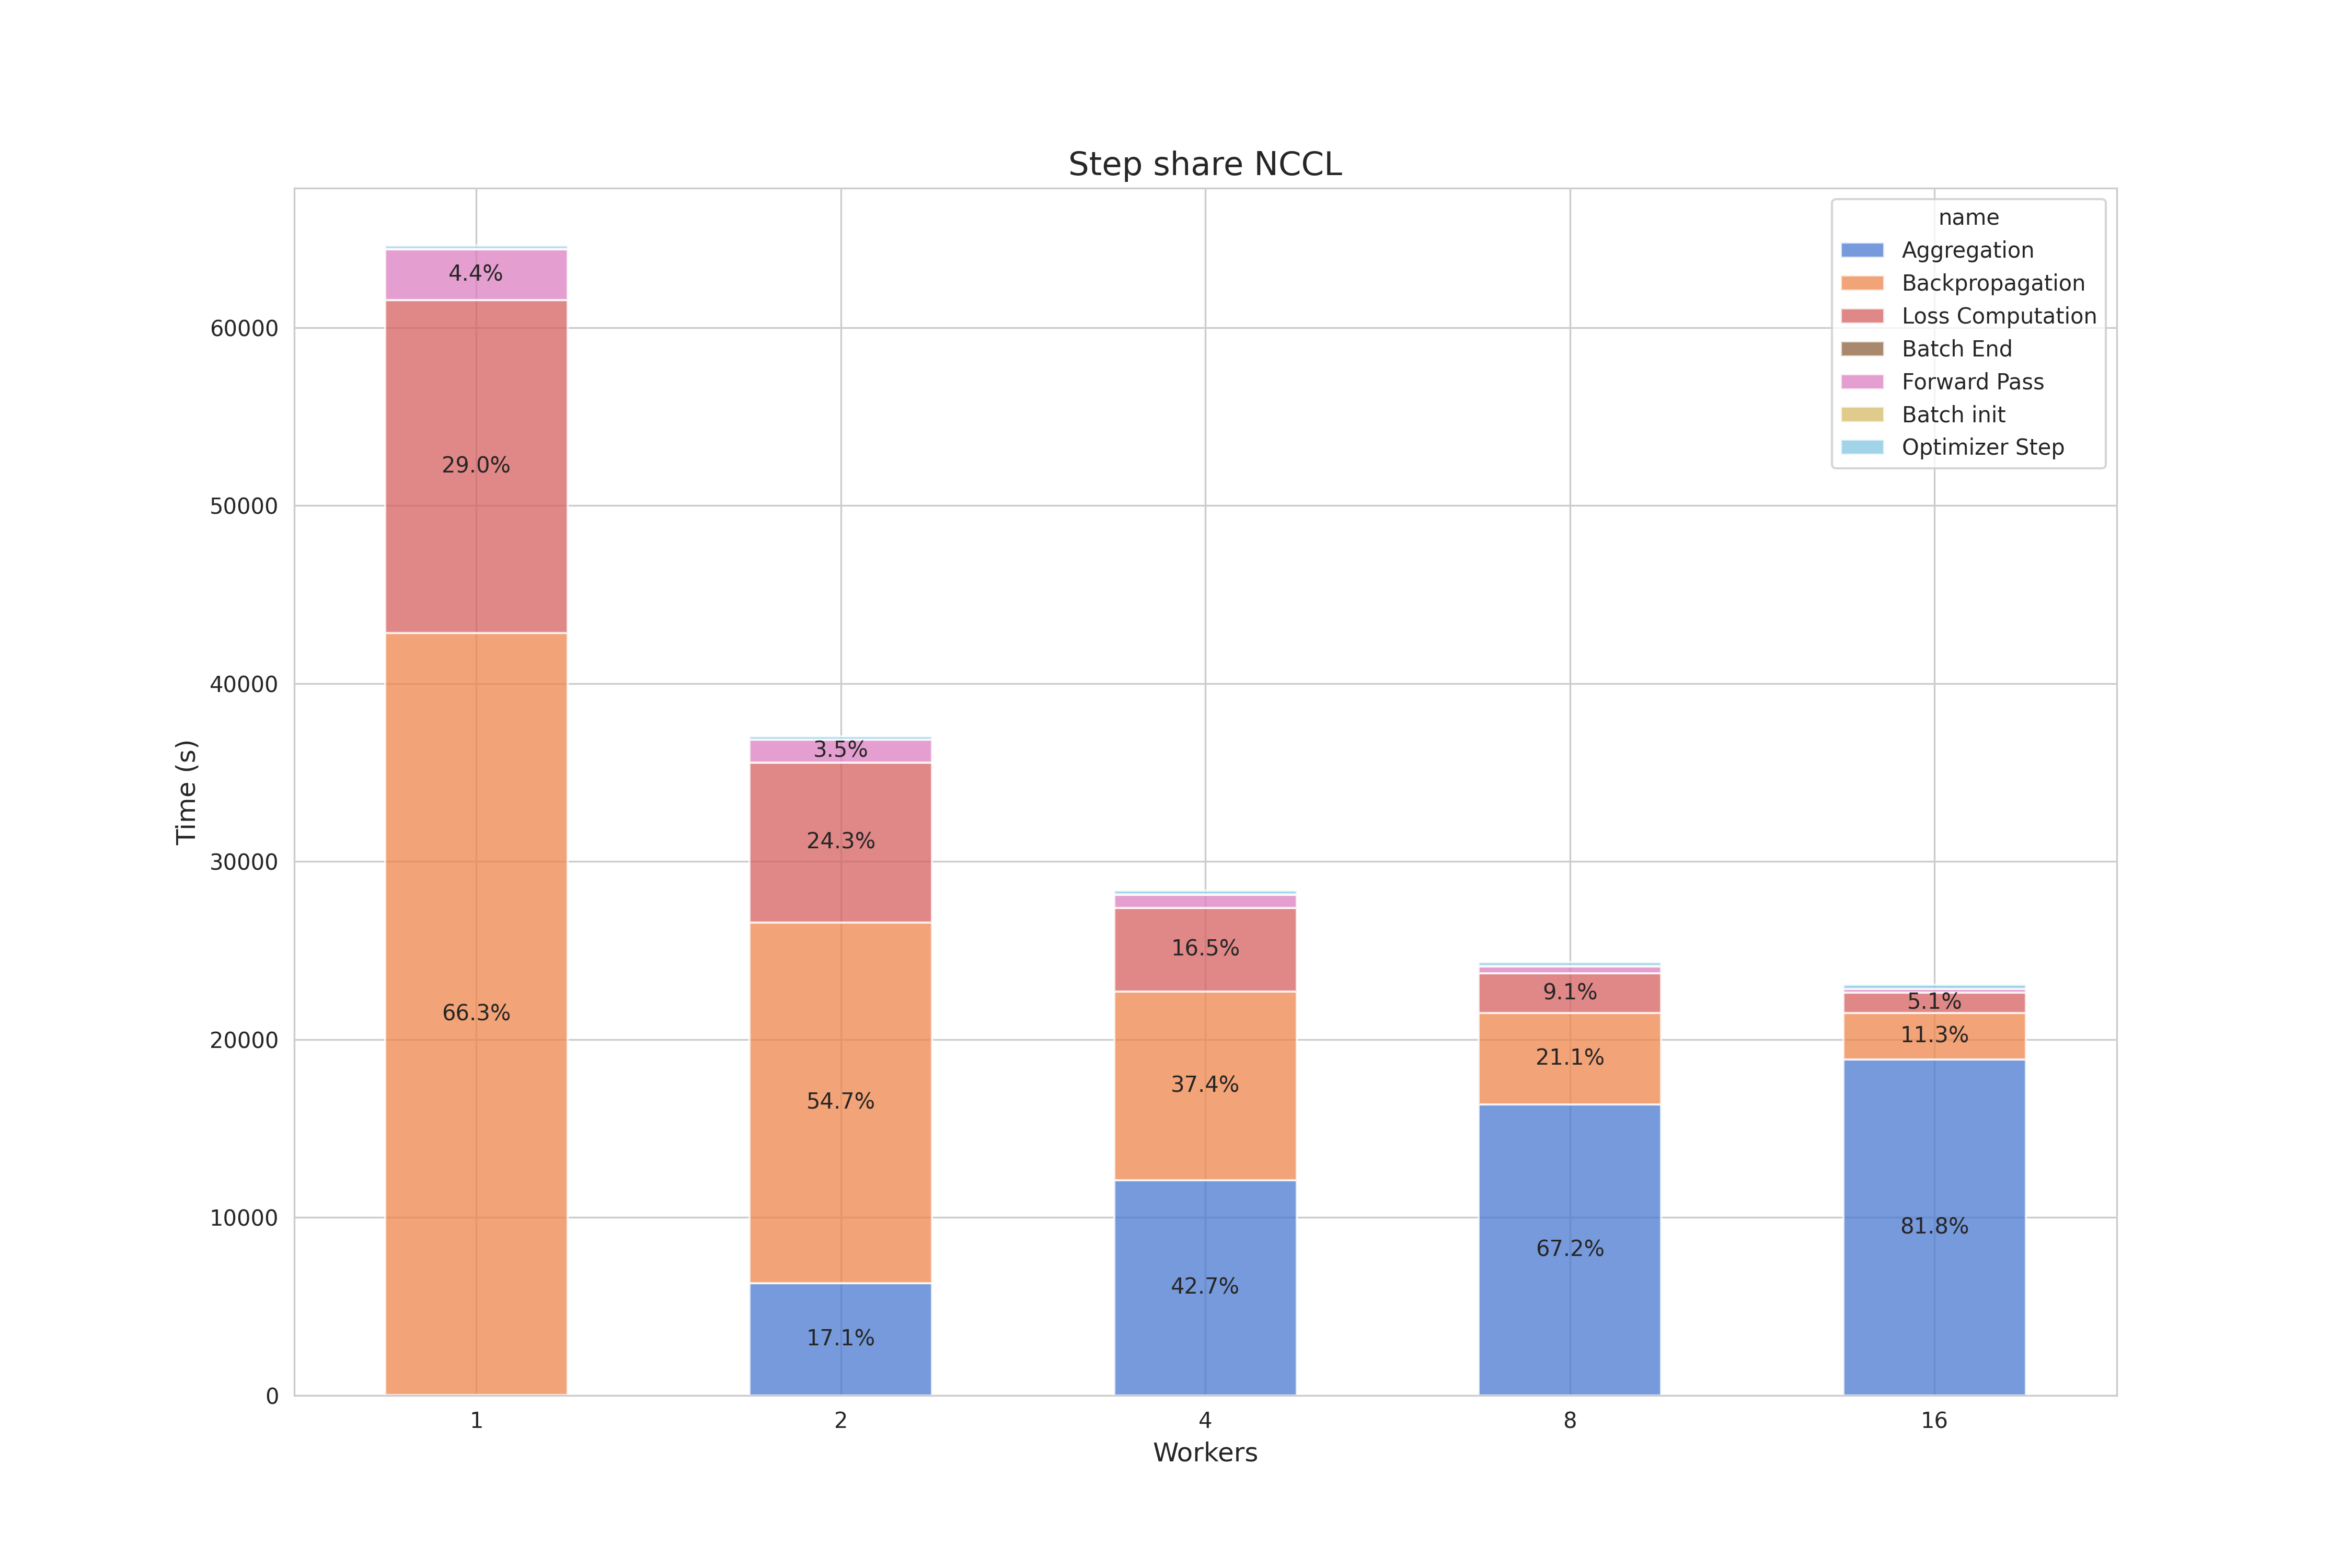 Step share NCCL
name
Aggregation
Backpropagation
Loss Computation
Batch End
Forward Pass
Batch init
Optimizer Step
Time (s)
60000
50000
40000
30000
20000
10000
0
4.4%
29.0%
66.3%
3.5%
24.3%
54.7%
17.1%
16.5%
37.4%
42.7%
9.1%
21.1%
67.2%
5.1%
11.3%
81.8%
1 2 4 8 16
Workers